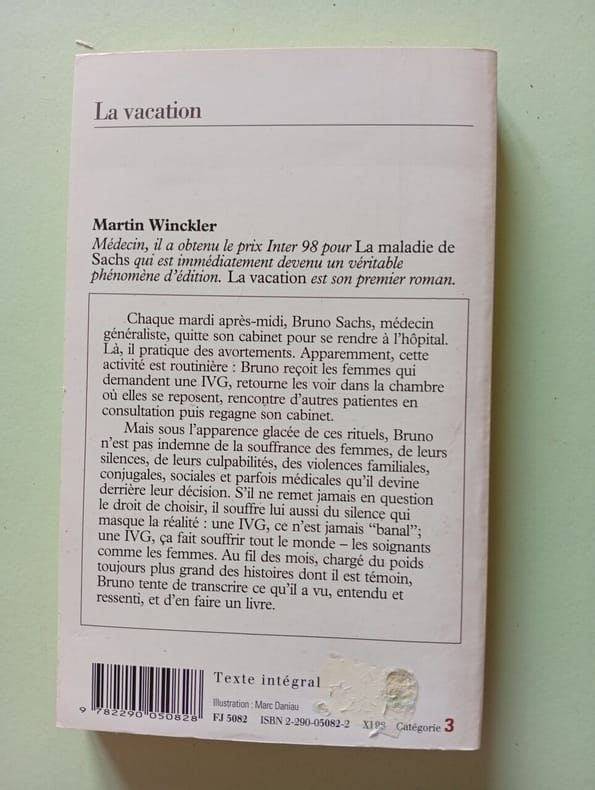 La vacation
Martin Winckler
Médecin, il a obtenu le prix Inter 98 pour La maladie de
Sachs qui est immédiatement devenu un véritable
phénomène d'édition. La vacation est son premier roman.
Chaque mardi après-midi, Bruno Sachs, médecin
généraliste, quitte son cabinet pour se rendre à l'hôpital.
Là, il pratique des avortements. Apparemment, cette
activité est routinière : Bruno reçoit les femmes qui
demandent une IVG, retourne les voir dans la chambre
où elles se reposent, rencontre d'autres patientes en
consultation puis regagne son cabinet.
Mais sous l'apparence glacée de ces rituels, Bruno
n'est pas indemne de la souffrance des femmes, de leurs
silences, de leurs culpabilités, des violences familiales,
conjugales, sociales et parfois médicales qu'il devine
derrière leur décision. S'il ne remet jamais en question
le droit de choisir, il souffre lui aussi du silence qui
masque la réalité : une IVG, ce n'est jamais “banal”;
une IVG, ça fait souffrir tout le monde – les soignants
comme les femmes. Au fil des mois, chargé du poids
toujours plus grand des histoires dont il est témoin,
Bruno tente de transcrire ce qu'il a vu, entendu et
ressenti, et d'en faire un livre.
Texte intégral
Illustration : Marc Daniau
9 782290 050828
FJ 5082 ISBN 2-290-05082-2 Catégorie 3